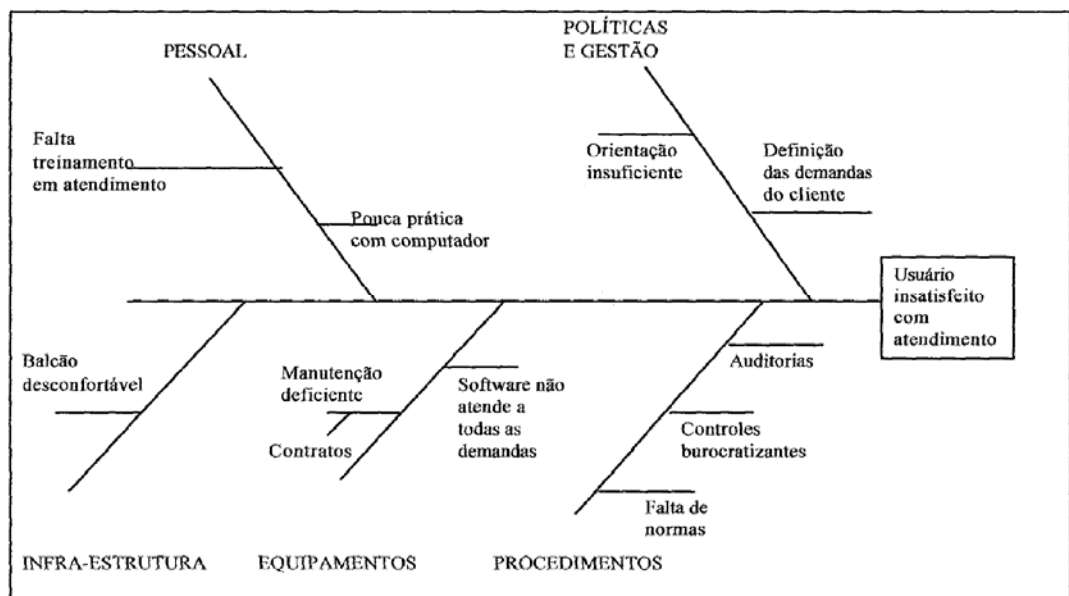 PESSOAL
POLÍTICAS
E GESTÃO
Falta
treinamento
em atendimento
Pouca prática
com computador
Orientação
insuficiente
Definição
das demandas
do cliente
Usuário
insatisfeito
com
atendimento
Balcão
desconfortável
Manutenção
deficiente
Contratos
Software não
atende a
todas as
demandas
Auditorias
Controles
burocratizantes
Falta de
normas
INFRA-ESTRUTURA
EQUIPAMENTOS
PROCEDIMENTOS